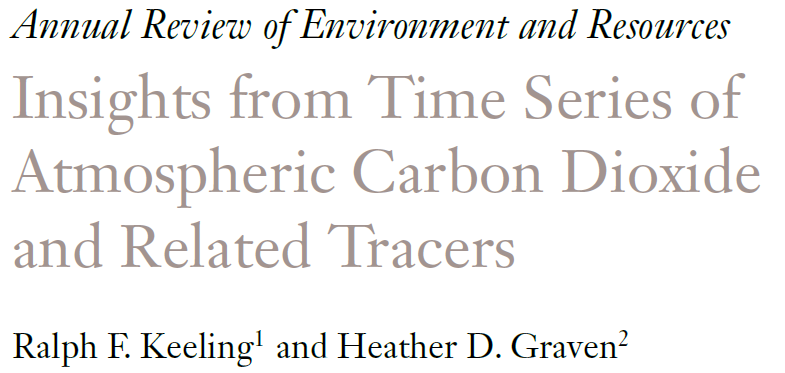 Annual Review of Environment and Resources
Insights from Time Series of
Atmospheric Carbon Dioxide
and Related Tracers
Ralph F. Keeling¹ and Heather D. Graven²